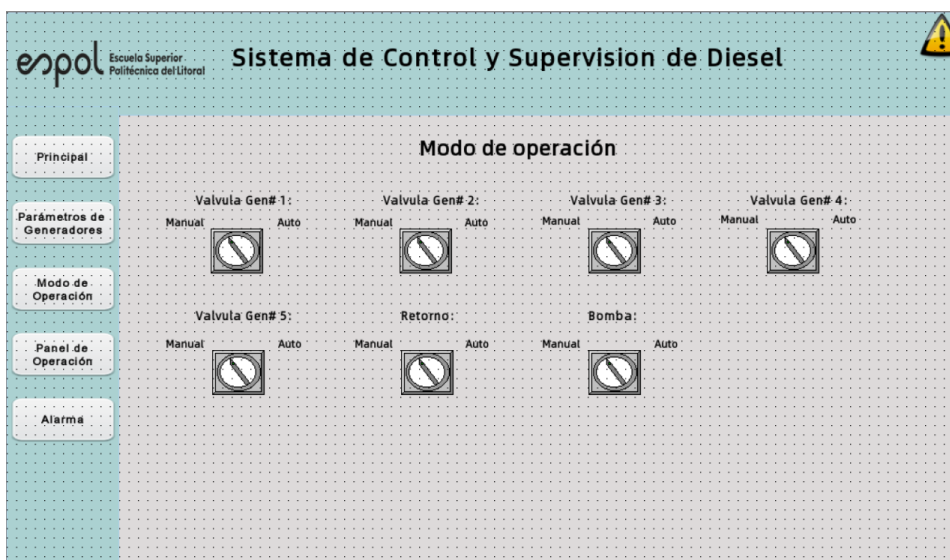 espol Escuela Superior
Politécnica del Litoral
Sistema de Control y Supervision de Diesel
Principal
Parámetros de
Generadores
Modo de
Operación
Panel de
Operación
Alarma
Modo de operación
Valvula Gen# 1:
Manual Auto
Valvula Gen# 2:
Manual Auto
Valvula Gen# 3:
Manual Auto
Valvula Gen# 4:
Manual Auto
Valvula Gen# 5:
Manual Auto
Retorno:
Manual Auto
Bomba:
Manual Auto